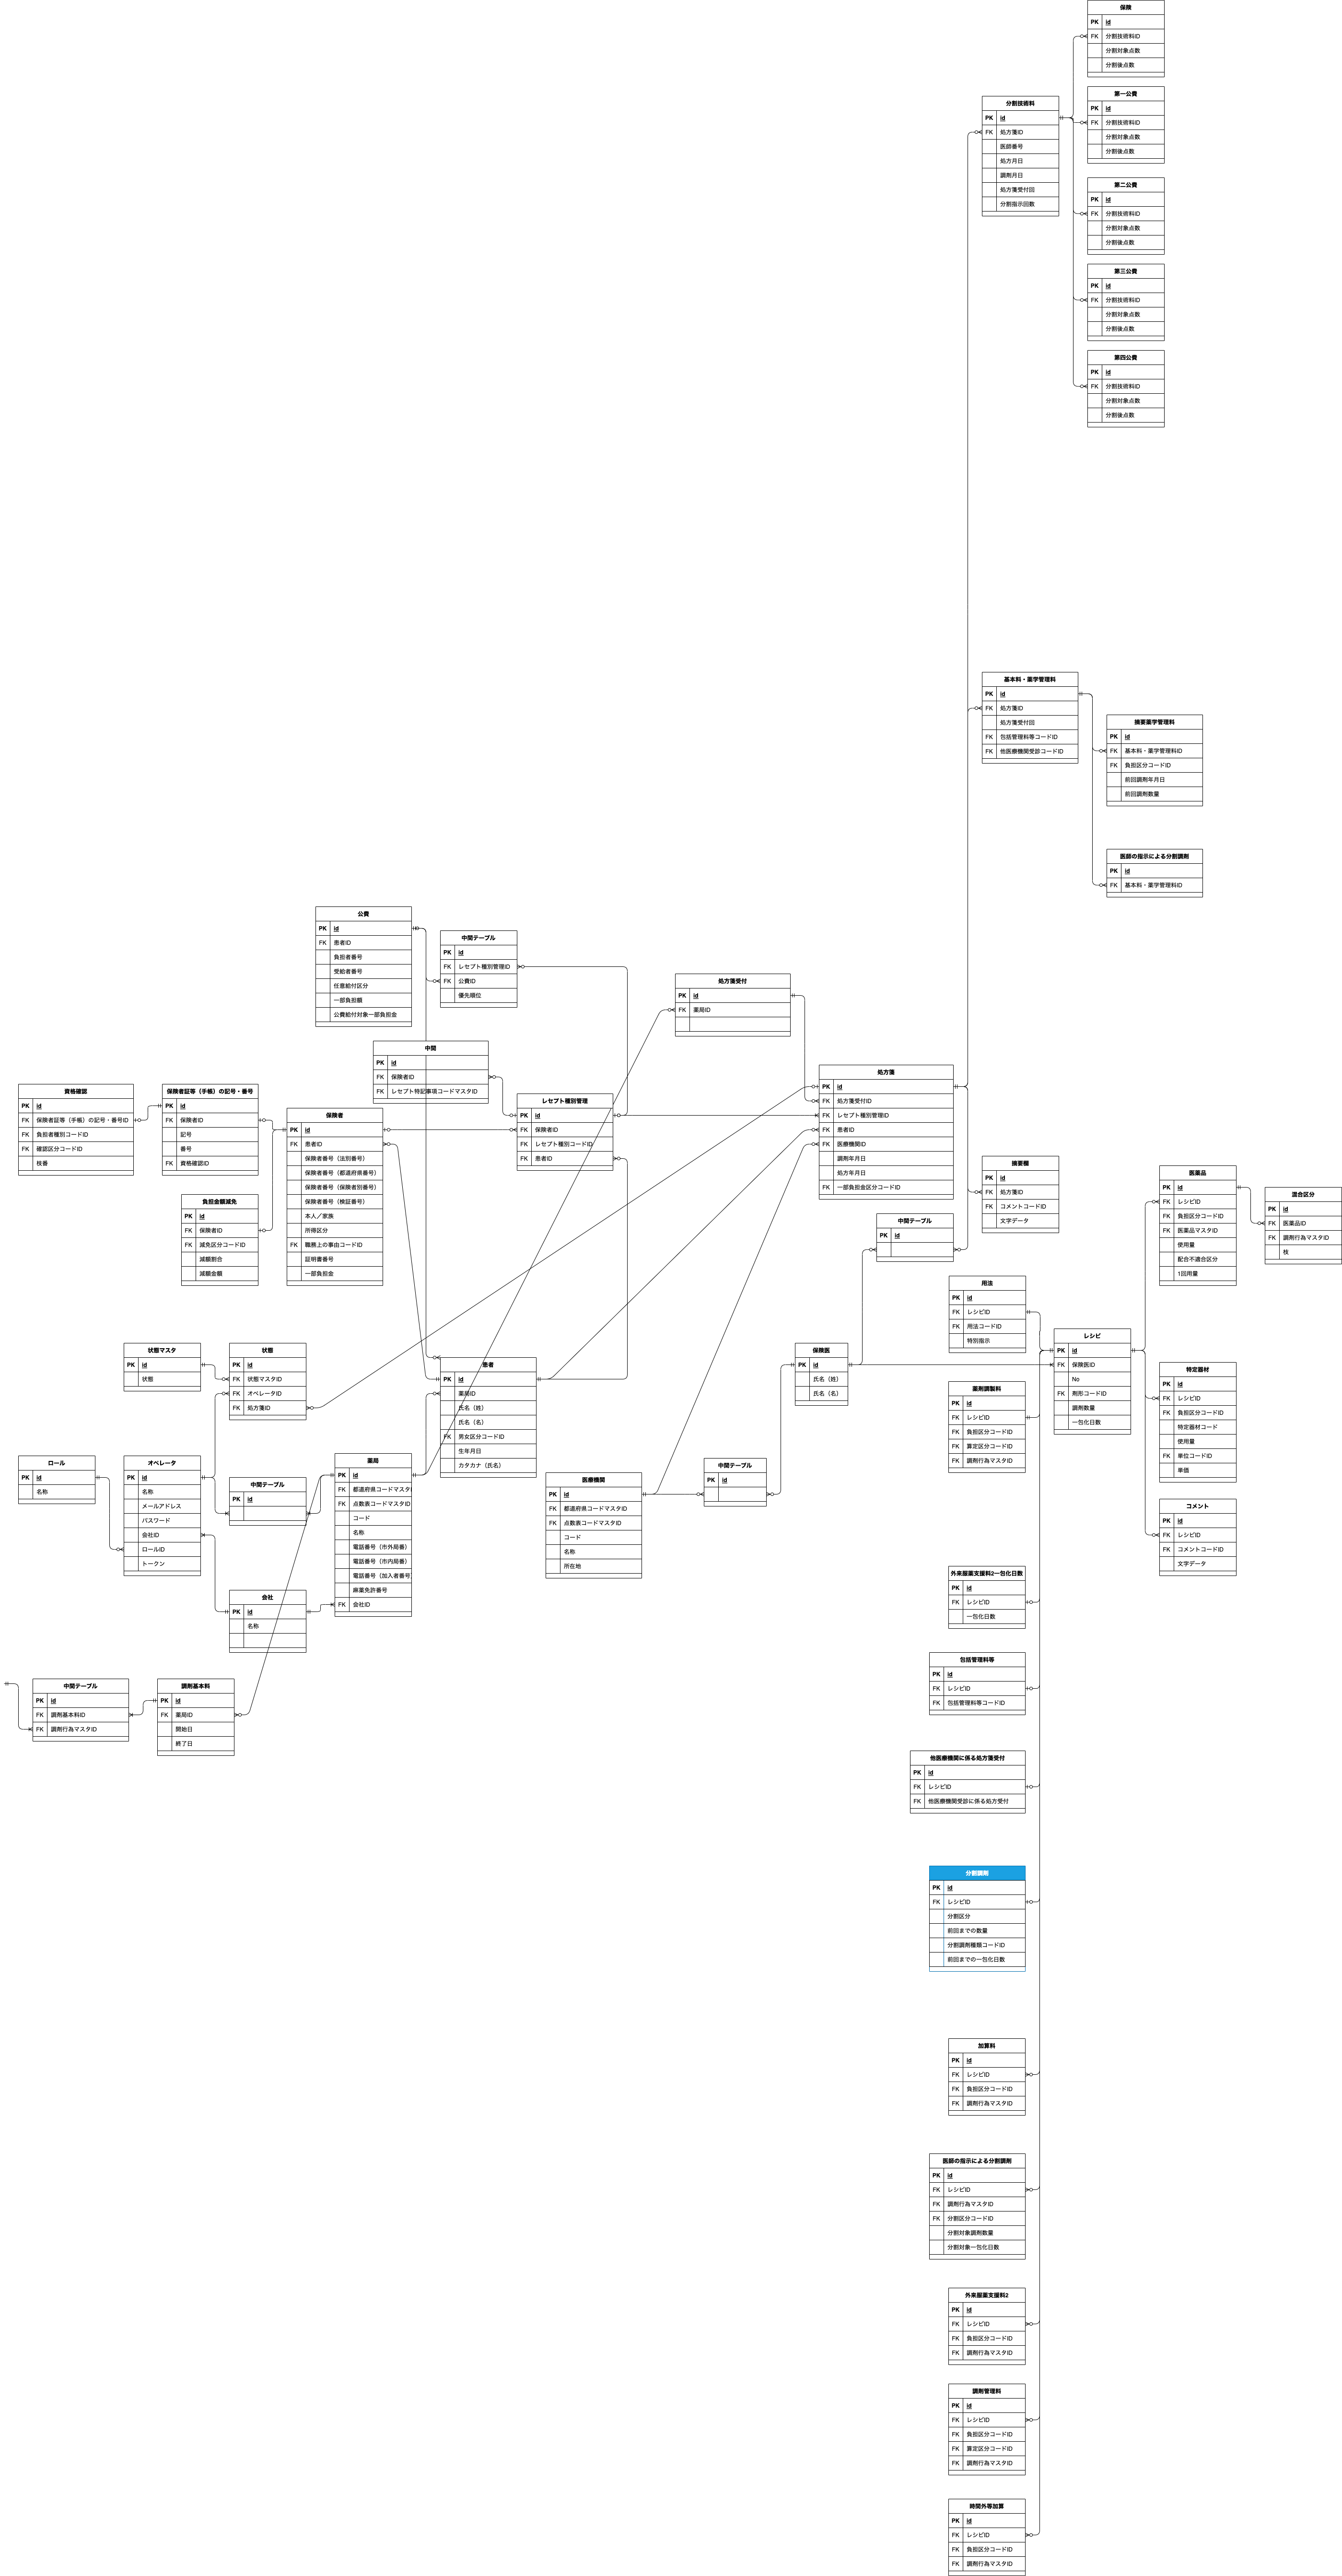 保険
PK id
FK 分割技術料ID
分割対象点数
分割後点数
第一公費
PK id
FK 分割技術料ID
分割対象点数
分割後点数
第二公費
PK id
FK 分割技術料ID
分割対象点数
分割後点数
第三公費
PK id
FK 分割技術料ID
分割対象点数
分割後点数
第四公費
PK id
FK 分割技術料ID
分割対象点数
分割後点数
分割技術料
PK id
FK 処方箋ID
医師番号
処方月日
調剤月日
処方箋受付回
分割指示回数
基本料・薬学管理料
PK id
FK 処方箋ID
処方箋受付回
FK 包括管理料等コードID
FK 他医療機関受診コードID
摘要薬学管理料
PK id
FK 基本料・薬学管理料ID
FK 負担区分コードID
前回調剤年月日
前回調剤数量
医師の指示による分割調剤
PK id
FK 基本料・薬学管理料ID
公費
PK id
FK 患者ID
負担者番号
受給者番号
任意給付区分
一部負担額
公費給付対象一部負担金
中間テーブル
PK id
FK レセプト種別管理ID
FK 公費ID
優先順位
中間
PK id
FK 保険者ID
FK レセプト特記事項コードマスタID
処方箋受付
PK id
FK 薬局ID
資格確認
PK id
FK 保険者証等（手帳）の記号・番号ID
FK 負担者種別コードID
FK 確認区分コードID
枝番
保険者証等（手帳）の記号・番号
PK id
FK 保険者ID
記号
番号
FK 資格確認ID
負担金額減免
PK id
FK 保険者ID
FK 減免区分コードID
減額割合
減額金額
保険者
PK id
FK 患者ID
保険者番号（法別番号）
保険者番号（都道府県番号）
保険者番号（保険者別番号）
保険者番号（検証番号）
本人／家族
所得区分
FK 職務上の事由コードID
証明書番号
一部負担金
レセプト種別管理
PK id
FK 保険者ID
FK レセプト種別コードID
FK 患者ID
処方箋
PK id
FK 処方箋受付ID
FK レセプト種別管理ID
FK 患者ID
FK 医療機関ID
調剤年月日
処方年月日
FK 一部負担金区分コードID
摘要欄
PK id
FK 処方箋ID
FK コメントコードID
文字データ
中間テーブル
PK id
医薬品
PK id
FK レシピID
FK 負担区分コードID
FK 医薬品マスタID
使用量
配合不適合区分
1回用量
混合区分
PK id
FK 医薬品ID
FK 調剤行為マスタID
枝
用法
PK id
FK レシピID
FK 用法コードID
特別指示
レシピ
PK id
FK 保険医ID
No
FK 剤形コードID
調剤数量
一包化日数
特定器材
PK id
FK レシピID
FK 負担区分コードID
特定器材コード
使用量
FK 単位コードID
単価
コメント
PK id
FK レシピID
FK コメントコードID
文字データ
状態マスタ
PK id
状態
状態
PK id
FK 状態マスタID
FK オペレータID
FK 処方箋ID
患者
PK id
FK 薬局ID
氏名（姓）
氏名（名）
FK 男女区分コードID
生年月日
カタカナ（氏名）
保険医
PK id
氏名（姓）
氏名（名）
薬剤調製料
PK id
FK レシピID
FK 負担区分コードID
FK 算定区分コードID
FK 調剤行為マスタID
ロール
PK id
名称
オペレータ
PK id
名称
メールアドレス
パスワード
FK 会社ID
FK ロールID
トークン
中間テーブル
PK id
薬局
PK id
FK 都道府県コードマスタI
FK 点数表コードマスタID
コード
名称
電話番号（市外局番）
電話番号（市内局番）
電話番号（加入者番号）
麻薬免許番号
FK 会社ID
医療機関
PK id
FK 都道府県コードマスタID
FK 点数表コードマスタID
コード
名称
所在地
中間テーブル
PK id
会社
PK id
名称
中間テーブル
PK id
FK 調剤基本料ID
FK 調剤行為マスタID
調剤基本料
PK id
FK 薬局ID
開始日
終了日
外来服薬支援料2一包化日数
PK id
FK レシピID
一包化日数
包括管理料等
PK id
FK レシピID
FK 包括管理料等コードID
他医療機関に係る処方箋受付
PK id
FK レシピID
FK 他医療機関受診に係る処方受付
分割調剤
PK id
FK レシピID
分割区分
前回までの数量
分割調剤種類コードID
前回までの一包化日数
加算料
PK id
FK レシピID
FK 負担区分コードID
FK 調剤行為マスタID
医師の指示による分割調剤
PK id
FK レシピID
FK 調剤行為マスタID
FK 分割区分コードID
分割対象調剤数量
分割対象一包化日数
外来服薬支援料2
PK id
FK レシピID
FK 負担区分コードID
FK 調剤行為マスタID
調剤管理料
PK id
FK レシピID
FK 負担区分コードID
FK 算定区分コードID
FK 調剤行為マスタID
時間外等加算
PK id
FK レシピID
FK 負担区分コードID
FK 調剤行為マスタID